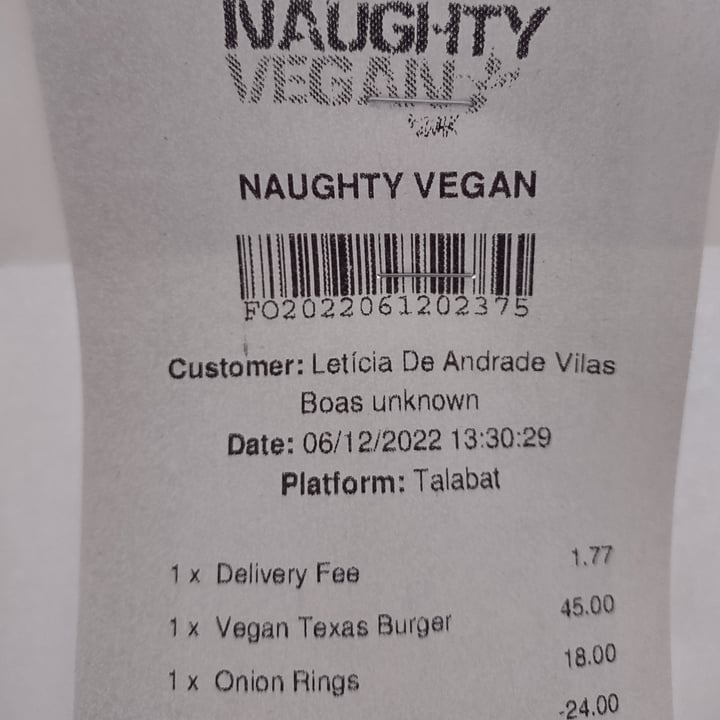 NAUGHTY
VEGAN
NAUGHTY VEGAN
FO2022061202375
Customer: Letícia De Andrade Vilas
Boas unknown
Date: 06/12/2022 13:30:29
Platform: Talabat
1 x Delivery Fee 1.77
1 x Vegan Texas Burger 45.00
1 x Onion Rings 18.00
-24.00